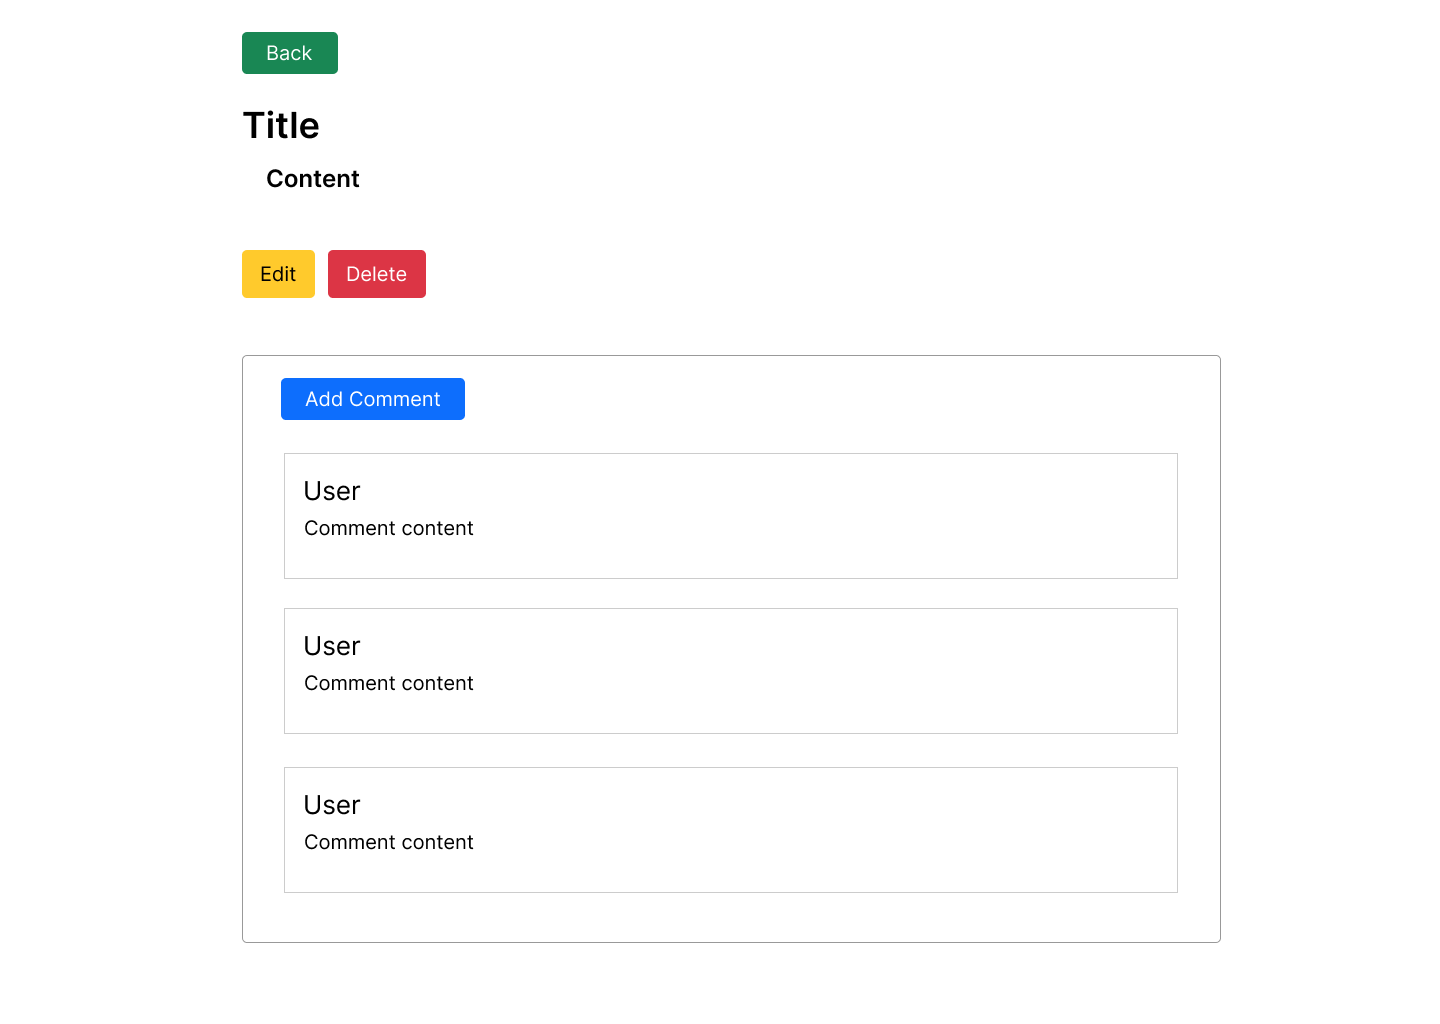 Back
Title
Content
Edit Delete
Add Comment
User
Comment content
User
Comment content
User
Comment content